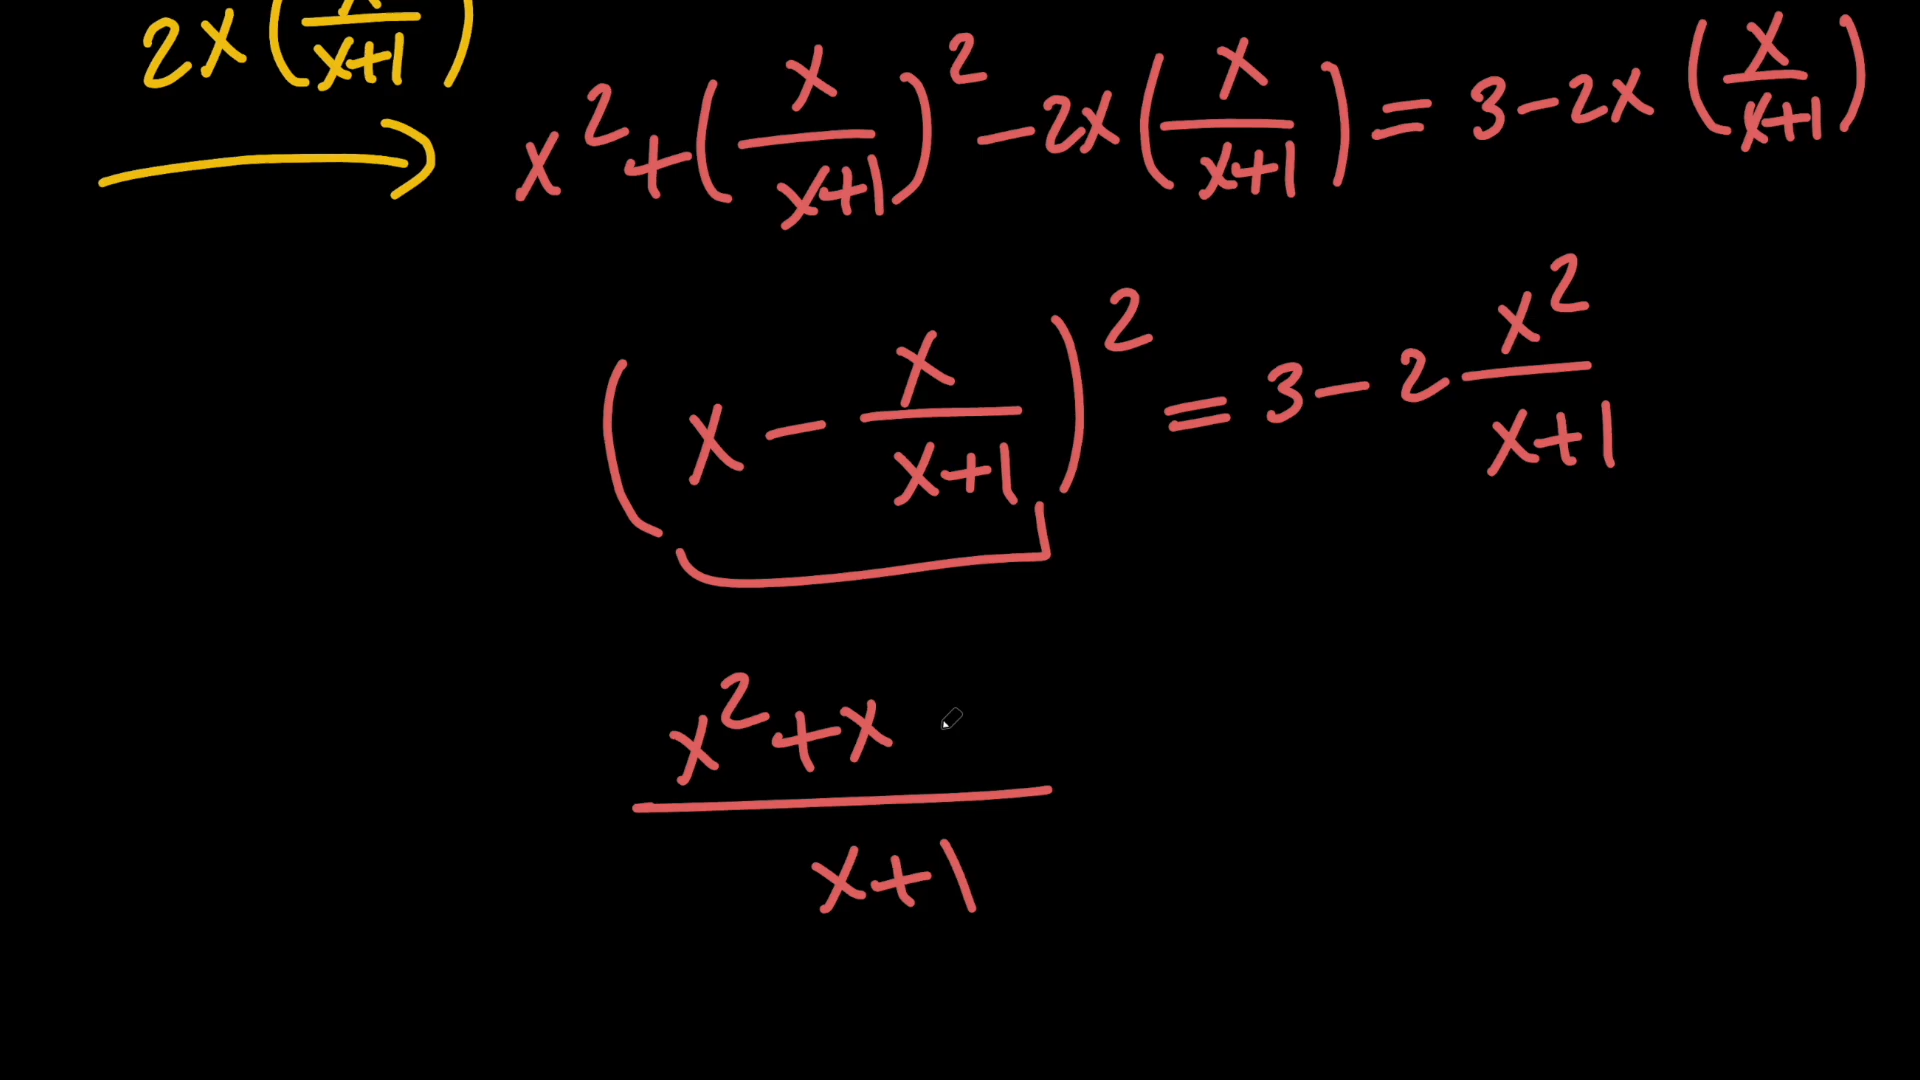 2x(x/(x+1))
x² + (x/(x+1))² − 2x(x/(x+1)) = 3 − 2x(x/(x+1))
(x − x/(x+1))² = 3 − 2 x²/(x+1)
x² + x
x + 1